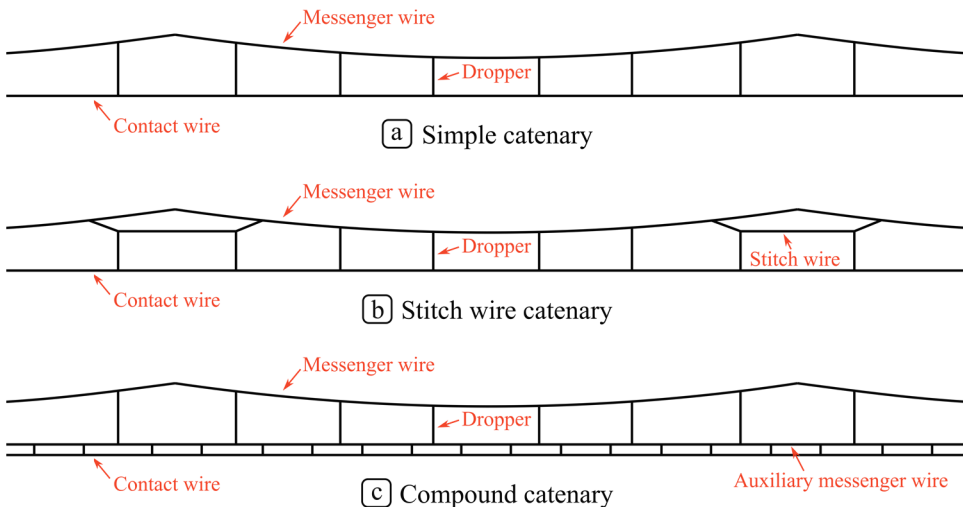 Messenger wire
Dropper
Contact wire
a Simple catenary
Messenger wire
Dropper
Stitch wire
Contact wire
b Stitch wire catenary
Messenger wire
Dropper
Contact wire
Auxiliary messenger wire
c Compound catenary